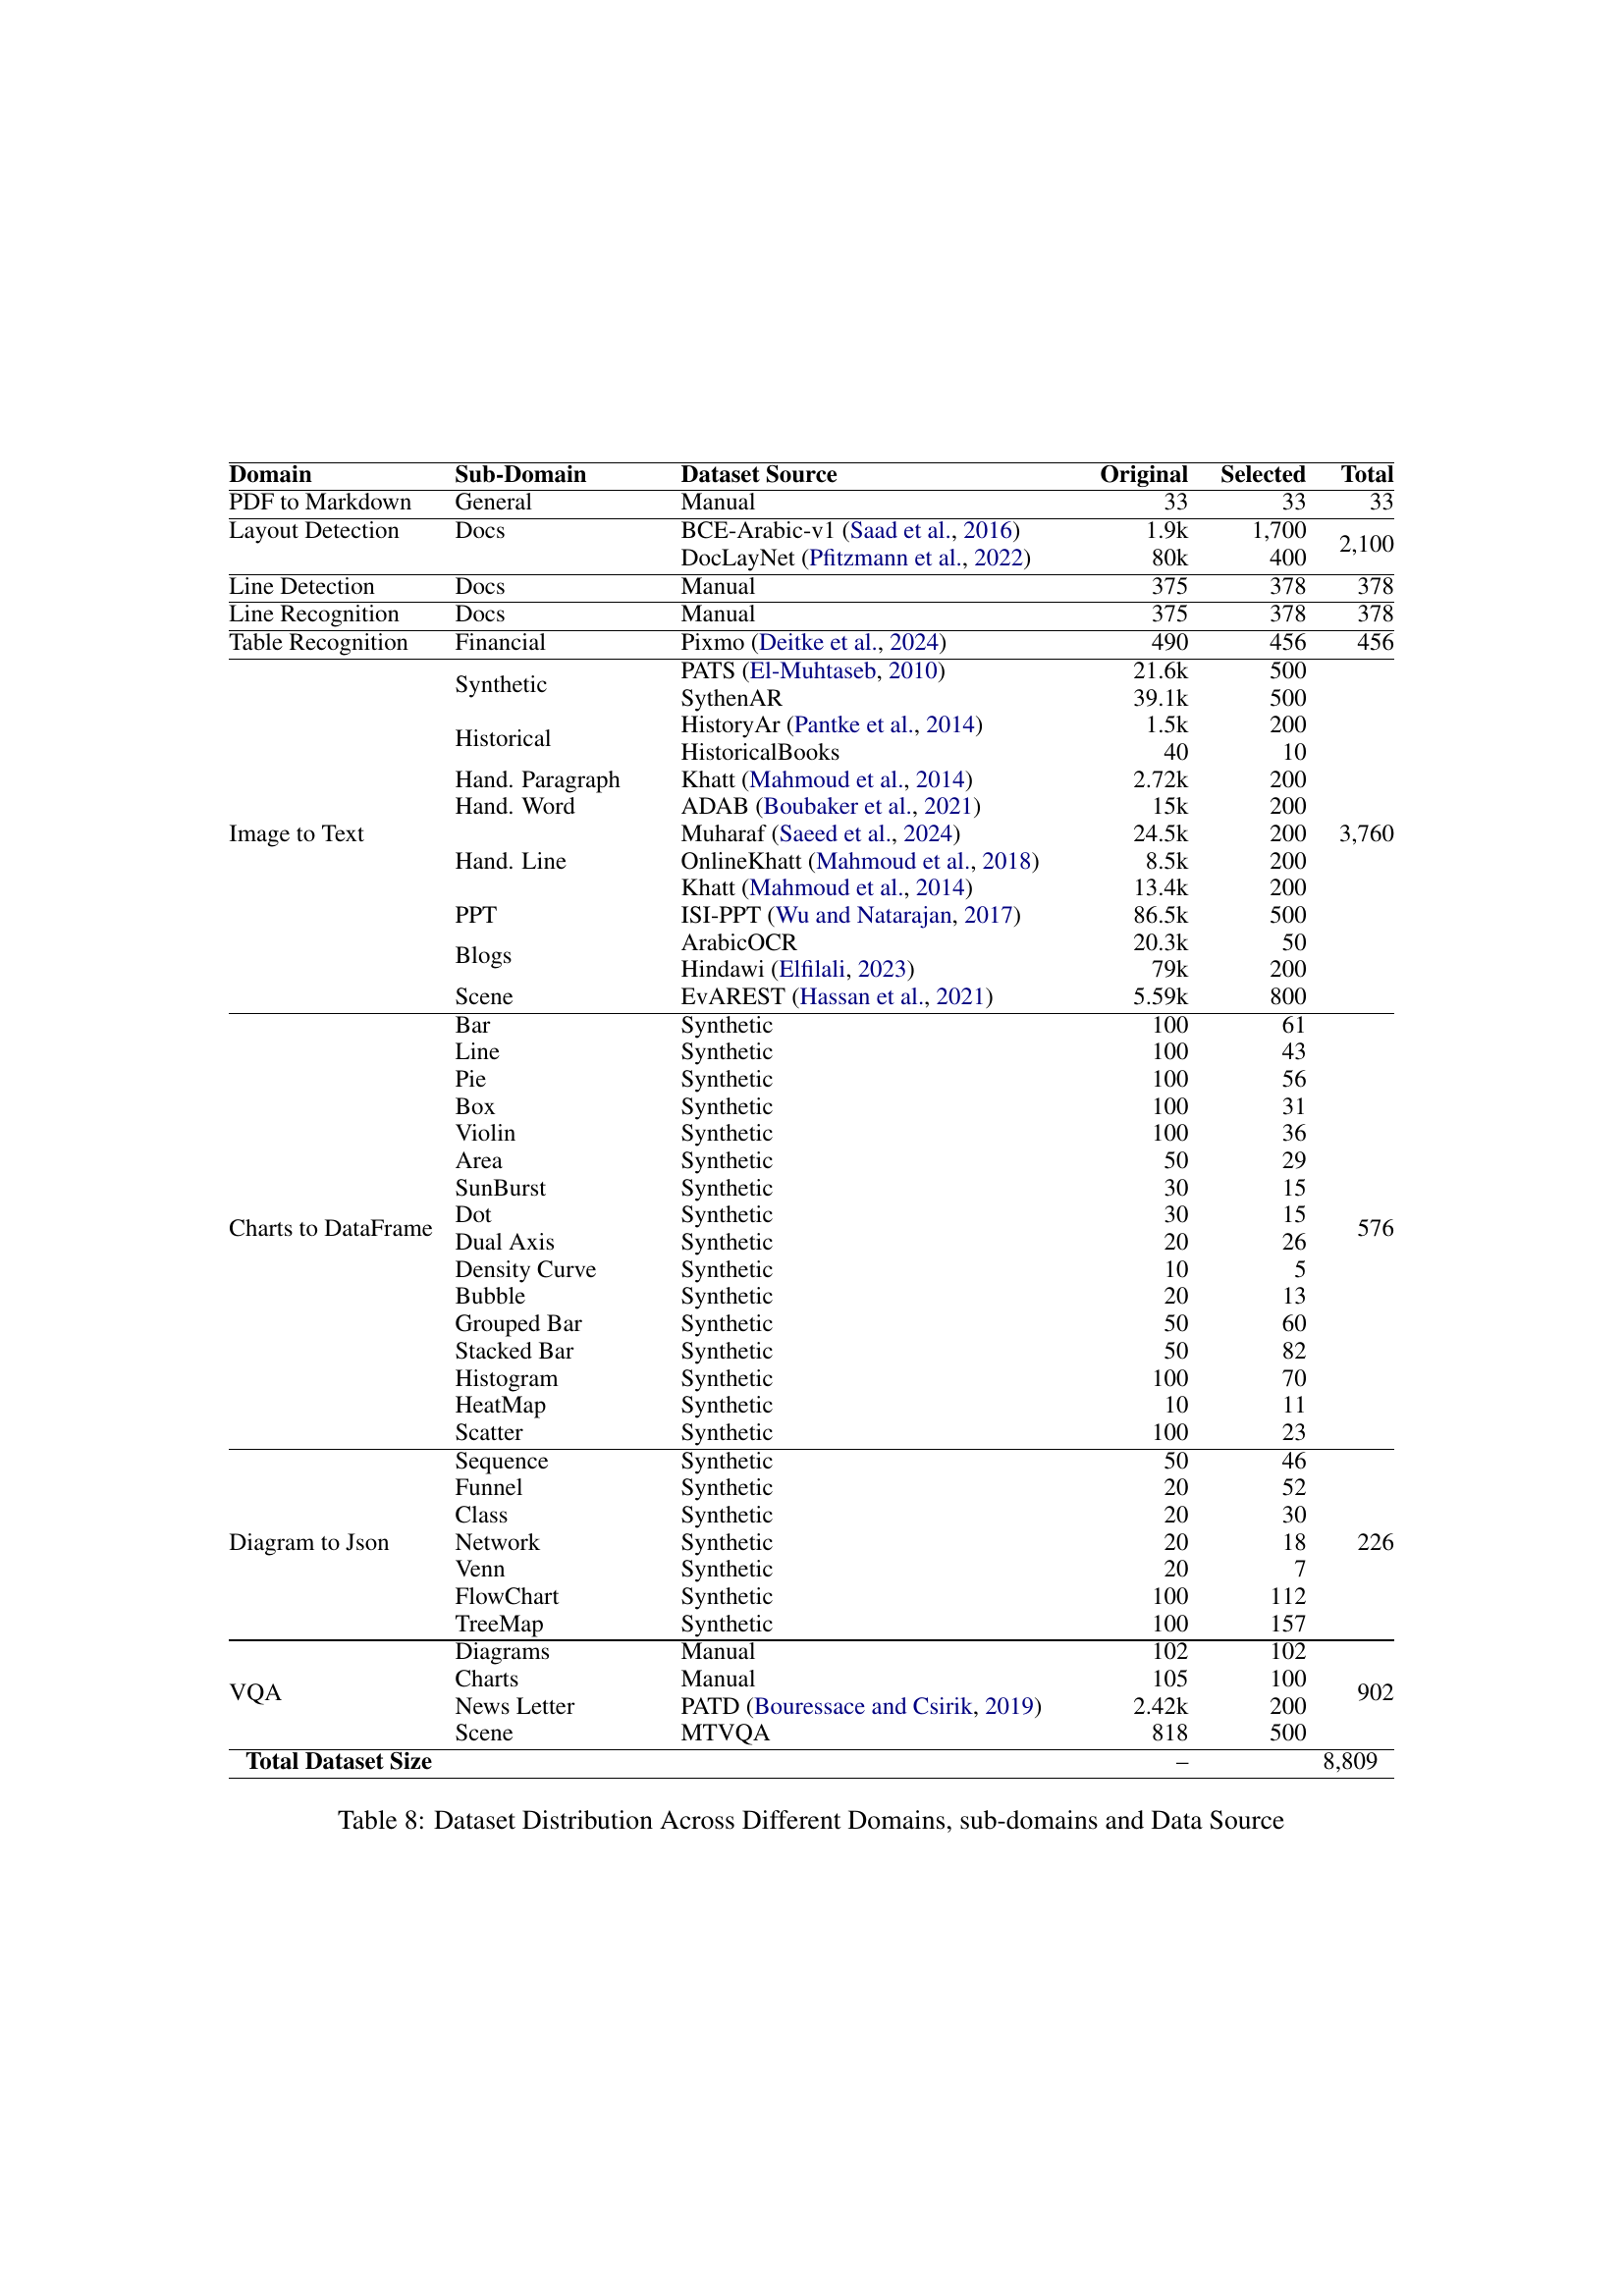 Domain Sub-Domain Dataset Source Original Selected Total
PDF to Markdown General Manual 33 33 33
Layout Detection Docs BCE-Arabic-v1 (Saad et al., 2016) 1.9k 1,700 2,100
DocLayNet (Pfitzmann et al., 2022) 80k 400
Line Detection Docs Manual 375 378 378
Line Recognition Docs Manual 375 378 378
Table Recognition Financial Pixmo (Deitke et al., 2024) 490 456 456
Image to Text Synthetic PATS (El-Muhtaseb, 2010) 21.6k 500 3,760
SythenAR 39.1k 500
Historical HistoryAr (Pantke et al., 2014) 1.5k 200
HistoricalBooks 40 10
Hand. Paragraph Khatt (Mahmoud et al., 2014) 2.72k 200
Hand. Word ADAB (Boubaker et al., 2021) 15k 200
Hand. Line Muharaf (Saeed et al., 2024) 24.5k 200
OnlineKhatt (Mahmoud et al., 2018) 8.5k 200
Khatt (Mahmoud et al., 2014) 13.4k 200
PPT ISI-PPT (Wu and Natarajan, 2017) 86.5k 500
Blogs ArabicOCR 20.3k 50
Hindawi (Elfilali, 2023) 79k 200
Scene EvAREST (Hassan et al., 2021) 5.59k 800
Charts to DataFrame Bar Synthetic 100 61 576
Line Synthetic 100 43
Pie Synthetic 100 56
Box Synthetic 100 31
Violin Synthetic 100 36
Area Synthetic 50 29
SunBurst Synthetic 30 15
Dot Synthetic 30 15
Dual Axis Synthetic 20 26
Density Curve Synthetic 10 5
Bubble Synthetic 20 13
Grouped Bar Synthetic 50 60
Stacked Bar Synthetic 50 82
Histogram Synthetic 100 70
HeatMap Synthetic 10 11
Scatter Synthetic 100 23
Diagram to Json Sequence Synthetic 50 46 226
Funnel Synthetic 20 52
Class Synthetic 20 30
Network Synthetic 20 18
Venn Synthetic 20 7
FlowChart Synthetic 100 112
TreeMap Synthetic 100 157
VQA Diagrams Manual 102 102 902
Charts Manual 105 100
News Letter PATD (Bouressace and Csirik, 2019) 2.42k 200
Scene MTVQA 818 500
Total Dataset Size – 8,809
Table 8: Dataset Distribution Across Different Domains, sub-domains and Data Source